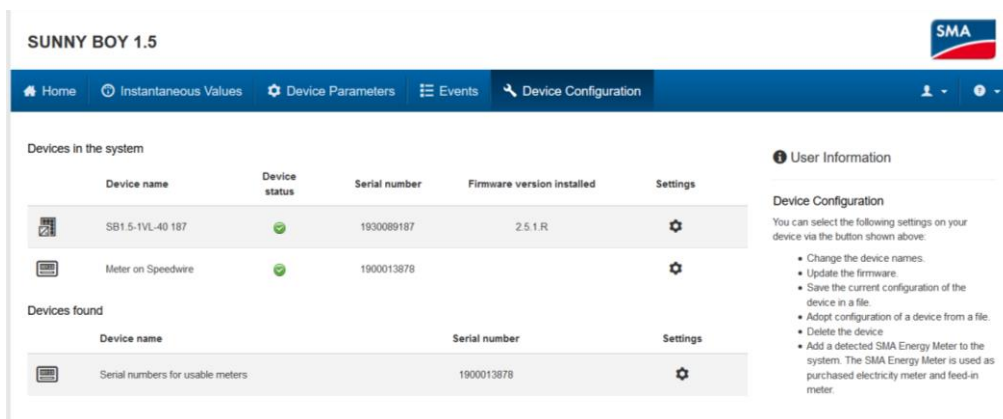 SUNNY BOY 1.5
SMA
Home Instantaneous Values Device Parameters Events Device Configuration
Devices in the system
Device name Device status Serial number Firmware version installed Settings
SB1.5-1VL-40 187 1930089187 2.5.1.R
Meter on Speedwire 1900013878
Devices found
Device name Serial number Settings
Serial numbers for usable meters 1900013878
User Information
Device Configuration
You can select the following settings on your
device via the button shown above:
• Change the device names.
• Update the firmware.
• Save the current configuration of the
device in a file.
• Adopt configuration of a device from a file.
• Delete the device
• Add a detected SMA Energy Meter to the
system. The SMA Energy Meter is used as
purchased electricity meter and feed-in
meter.